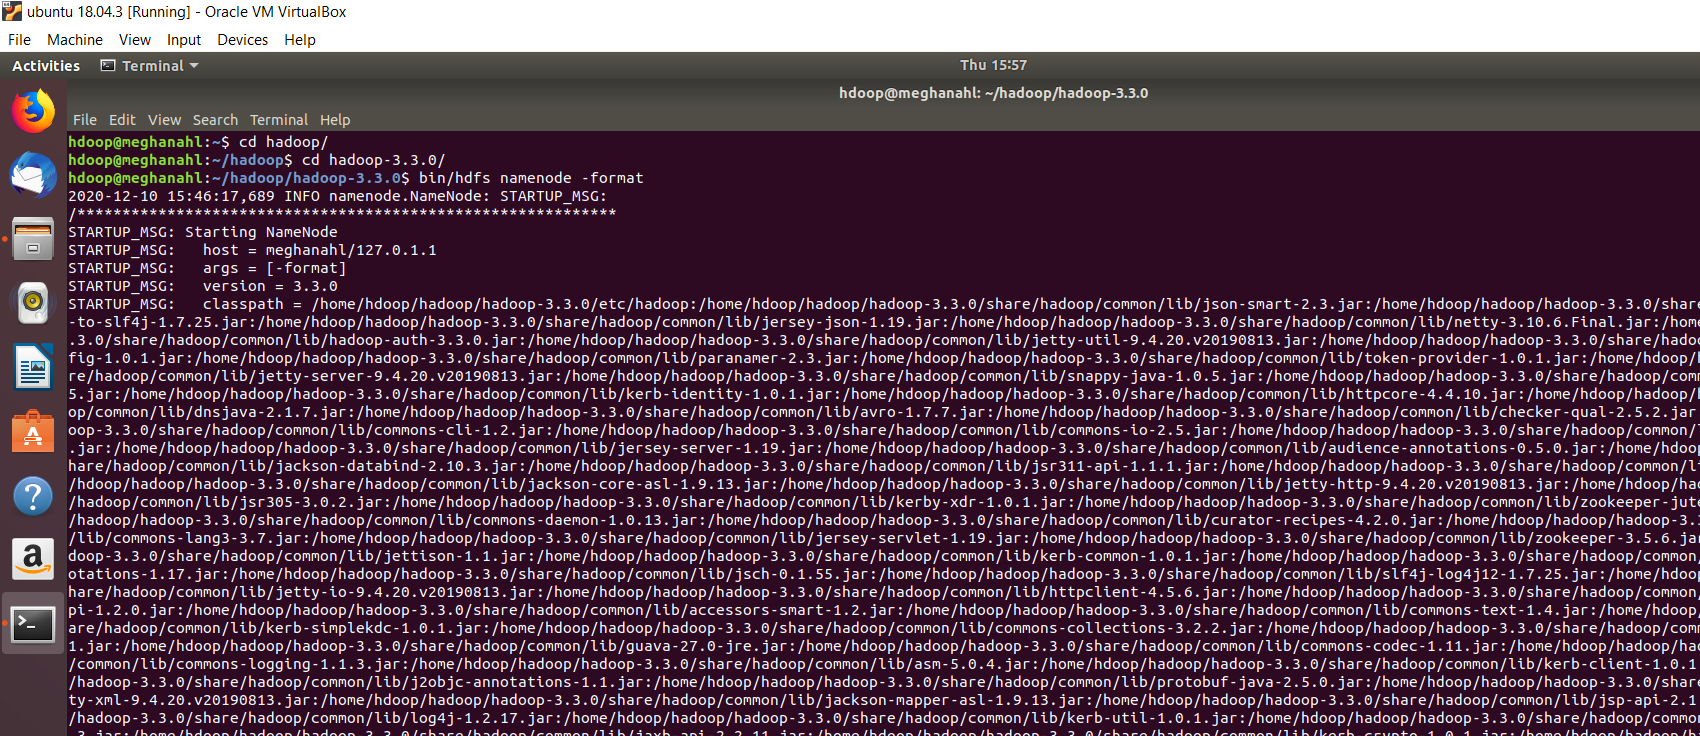 ubuntu 18.04.3 [Running] - Oracle VM VirtualBox
File Machine View Input Devices Help
Activities Terminal Thu 15:57
hdoop@meghanahl: ~/hadoop/hadoop-3.3.0
File Edit View Search Terminal Help
hdoop@meghanahl:~$ cd hadoop/
hdoop@meghanahl:~/hadoop$ cd hadoop-3.3.0/
hdoop@meghanahl:~/hadoop/hadoop-3.3.0$ bin/hdfs namenode -format
2020-12-10 15:46:17,689 INFO namenode.NameNode: STARTUP_MSG:
/************************************************************
STARTUP_MSG: Starting NameNode
STARTUP_MSG:   host = meghanahl/127.0.1.1
STARTUP_MSG:   args = [-format]
STARTUP_MSG:   version = 3.3.0
STARTUP_MSG:   classpath = /home/hdoop/hadoop/hadoop-3.3.0/etc/hadoop:/home/hdoop/hadoop/hadoop-3.3.0/share/hadoop/common/lib/json-smart-2.3.jar:/home/hdoop/hadoop/hadoop-3.3.0/share
-to-slf4j-1.7.25.jar:/home/hdoop/hadoop/hadoop-3.3.0/share/hadoop/common/lib/jersey-json-1.19.jar:/home/hdoop/hadoop/hadoop-3.3.0/share/hadoop/common/lib/netty-3.10.6.Final.jar:/home
.3.0/share/hadoop/common/lib/hadoop-auth-3.3.0.jar:/home/hdoop/hadoop/hadoop-3.3.0/share/hadoop/common/lib/jetty-util-9.4.20.v20190813.jar:/home/hdoop/hadoop/hadoop-3.3.0/share/hadoo
fig-1.0.1.jar:/home/hdoop/hadoop/hadoop-3.3.0/share/hadoop/common/lib/paranamer-2.3.jar:/home/hdoop/hadoop/hadoop-3.3.0/share/hadoop/common/lib/token-provider-1.0.1.jar:/home/hdoop/h
re/hadoop/common/lib/jetty-server-9.4.20.v20190813.jar:/home/hdoop/hadoop/hadoop-3.3.0/share/hadoop/common/lib/snappy-java-1.0.5.jar:/home/hdoop/hadoop/hadoop-3.3.0/share/hadoop/com
5.jar:/home/hdoop/hadoop/hadoop-3.3.0/share/hadoop/common/lib/kerb-identity-1.0.1.jar:/home/hdoop/hadoop/hadoop-3.3.0/share/hadoop/common/lib/httpcore-4.4.10.jar:/home/hdoop/hadoop/h
op/common/lib/dnsjava-2.1.7.jar:/home/hdoop/hadoop/hadoop-3.3.0/share/hadoop/common/lib/avro-1.7.7.jar:/home/hdoop/hadoop/hadoop-3.3.0/share/hadoop/common/lib/checker-qual-2.5.2.jar
oop-3.3.0/share/hadoop/common/lib/commons-cli-1.2.jar:/home/hdoop/hadoop/hadoop-3.3.0/share/hadoop/common/lib/commons-io-2.5.jar:/home/hdoop/hadoop/hadoop-3.3.0/share/hadoop/common/l
.jar:/home/hdoop/hadoop/hadoop-3.3.0/share/hadoop/common/lib/jersey-server-1.19.jar:/home/hdoop/hadoop/hadoop-3.3.0/share/hadoop/common/lib/audience-annotations-0.5.0.jar:/home/hdoop
hare/hadoop/common/lib/jackson-databind-2.10.3.jar:/home/hdoop/hadoop/hadoop-3.3.0/share/hadoop/common/lib/jsr311-api-1.1.1.jar:/home/hdoop/hadoop/hadoop-3.3.0/share/hadoop/common/li
/hdoop/hadoop/hadoop-3.3.0/share/hadoop/common/lib/jackson-core-asl-1.9.13.jar:/home/hdoop/hadoop/hadoop-3.3.0/share/hadoop/common/lib/jetty-http-9.4.20.v20190813.jar:/home/hdoop/had
/hadoop/common/lib/jsr305-3.0.2.jar:/home/hdoop/hadoop/hadoop-3.3.0/share/hadoop/common/lib/kerby-xdr-1.0.1.jar:/home/hdoop/hadoop/hadoop-3.3.0/share/hadoop/common/lib/zookeeper-jute
/hadoop/hadoop-3.3.0/share/hadoop/common/lib/commons-daemon-1.0.13.jar:/home/hdoop/hadoop/hadoop-3.3.0/share/hadoop/common/lib/curator-recipes-4.2.0.jar:/home/hdoop/hadoop/hadoop-3.3
/lib/commons-lang3-3.7.jar:/home/hdoop/hadoop/hadoop-3.3.0/share/hadoop/common/lib/jersey-servlet-1.19.jar:/home/hdoop/hadoop/hadoop-3.3.0/share/hadoop/common/lib/zookeeper-3.5.6.jar
doop-3.3.0/share/hadoop/common/lib/jettison-1.1.jar:/home/hdoop/hadoop/hadoop-3.3.0/share/hadoop/common/lib/kerb-common-1.0.1.jar:/home/hdoop/hadoop/hadoop-3.3.0/share/hadoop/common/
otations-1.17.jar:/home/hdoop/hadoop/hadoop-3.3.0/share/hadoop/common/lib/jsch-0.1.55.jar:/home/hdoop/hadoop/hadoop-3.3.0/share/hadoop/common/lib/slf4j-log4j12-1.7.25.jar:/home/hdoop
hare/hadoop/common/lib/jetty-io-9.4.20.v20190813.jar:/home/hdoop/hadoop/hadoop-3.3.0/share/hadoop/common/lib/httpclient-4.5.6.jar:/home/hdoop/hadoop/hadoop-3.3.0/share/hadoop/common/
pi-1.2.0.jar:/home/hdoop/hadoop/hadoop-3.3.0/share/hadoop/common/lib/accessors-smart-1.2.jar:/home/hdoop/hadoop/hadoop-3.3.0/share/hadoop/common/lib/commons-text-1.4.jar:/home/hdoop/
are/hadoop/common/lib/kerb-simplekdc-1.0.1.jar:/home/hdoop/hadoop/hadoop-3.3.0/share/hadoop/common/lib/commons-collections-3.2.2.jar:/home/hdoop/hadoop/hadoop-3.3.0/share/hadoop/com
1.jar:/home/hdoop/hadoop/hadoop-3.3.0/share/hadoop/common/lib/guava-27.0-jre.jar:/home/hdoop/hadoop/hadoop-3.3.0/share/hadoop/common/lib/commons-codec-1.11.jar:/home/hdoop/hadoop/had
/common/lib/commons-logging-1.1.3.jar:/home/hdoop/hadoop/hadoop-3.3.0/share/hadoop/common/lib/asm-5.0.4.jar:/home/hdoop/hadoop/hadoop-3.3.0/share/hadoop/common/lib/kerb-client-1.0.1
hadoop/common/lib/j2objc-annotations-1.1.jar:/home/hdoop/hadoop/hadoop-3.3.0/share/hadoop/common/lib/protobuf-java-2.5.0.jar:/home/hdoop/hadoop/hadoop-3.3.0/share/hadoop/common/lib/
ty-xml-9.4.20.v20190813.jar:/home/hdoop/hadoop/hadoop-3.3.0/share/hadoop/common/lib/jackson-mapper-asl-1.9.13.jar:/home/hdoop/hadoop/hadoop-3.3.0/share/hadoop/common/lib/jsp-api-2.1
/hadoop/hadoop-3.3.0/share/hadoop/common/lib/log4j-1.2.17.jar:/home/hdoop/hadoop/hadoop-3.3.0/share/hadoop/common/lib/kerb-util-1.0.1.jar:/home/hdoop/hadoop/hadoop-3.3.0/share/hadoop
.3.jar:/home/hdoop/hadoop/hadoop-3.3.0/share/hadoop/common/lib/jaxb-api-2.2.11.jar:/home/hdoop/hadoop/hadoop-3.3.0/share/hadoop/common/lib/kerb-crypto-1.0.1.jar:/home/hdoop/hadoop/ha